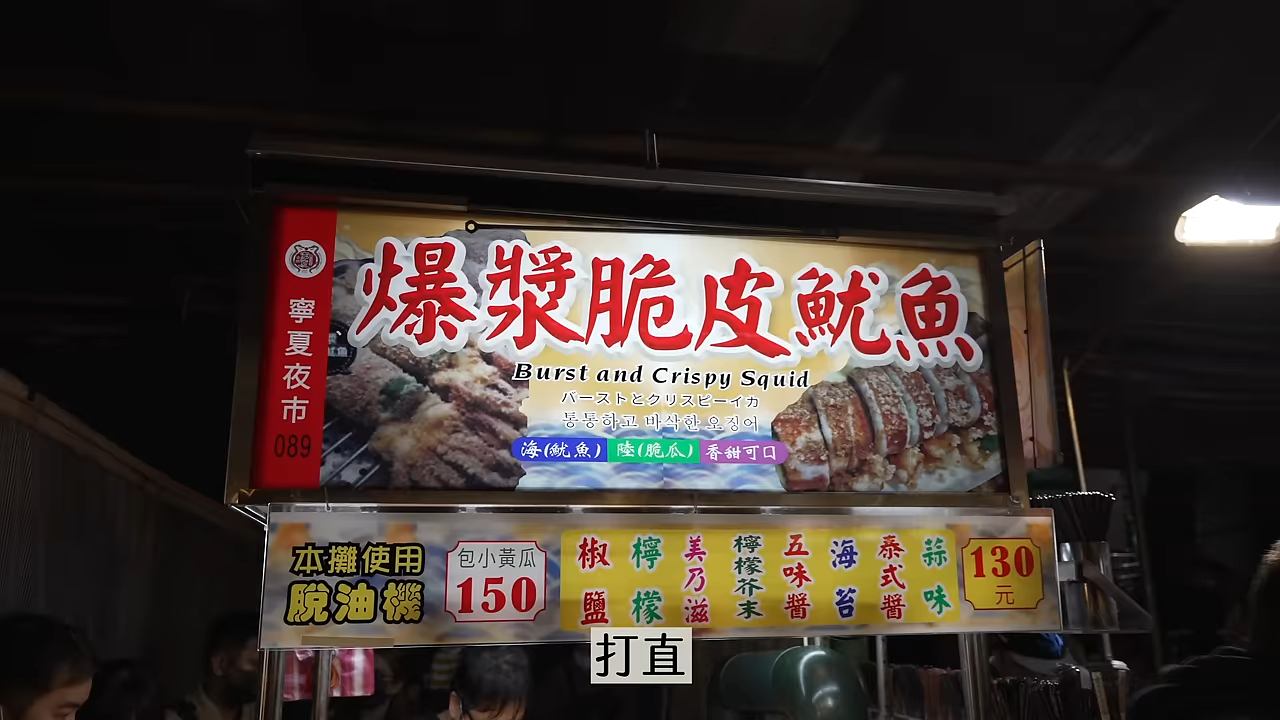 寧夏夜市
089
爆漿脆皮魷魚
Burst and Crispy Squid
バーストとクリスピーイカ
통통하고 바삭한 오징어
海(魷魚) 陸(脆瓜) 香甜可口
本攤使用
脫油機
包小黃瓜
150
椒鹽
檸檬
美乃滋
檸檬芥末
五味醬
海苔
泰式醬
蒜味
130
元
打直